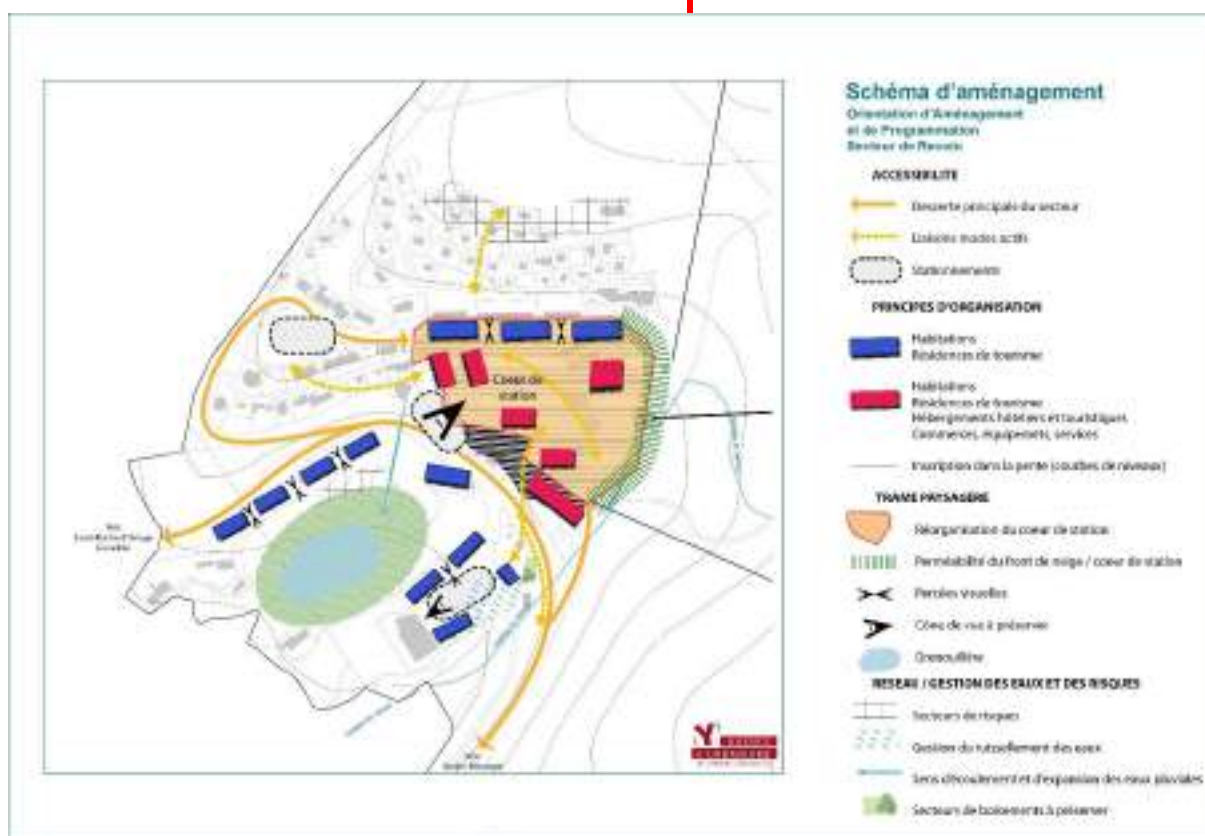 Schéma d'aménagement
Orientation d'Aménagement
et de Programmation
Secteur de Recoin
ACCESSIBILITE
Desserte principale du secteur
Liaisons modes actifs
Stationnements
PRINCIPES D'ORGANISATION
Habitations
Résidences de tourisme
Habitations
Résidences de tourisme
Hébergements hôteliers et touristiques
Commerces, équipements, services
Inscription dans la pente (courbes de niveaux)
TRAME PAYSAGÈRE
Réorganisation du coeur de station
Perméabilité du front de neige / coeur de station
Percées visuelles
Cône de vue à préserver
Grenouillère
RESEAU / GESTION DES EAUX ET DES RISQUES
Secteurs de risques
Gestion du ruissellement des eaux
Sens d'écoulement et d'expansion des eaux pluviales
Secteurs de boisements à préserver
Coeur de
station